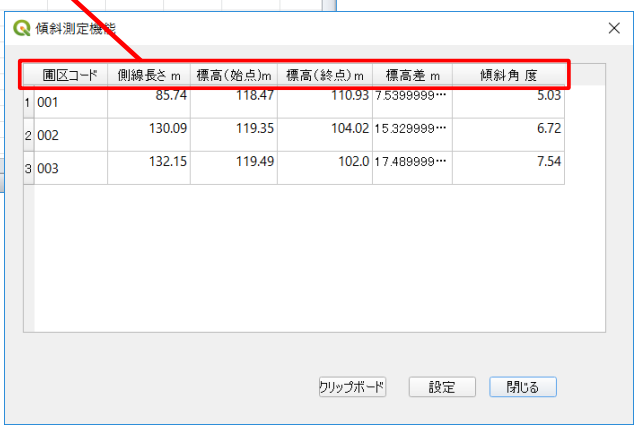 傾斜測定機能
圃区コード 側線長さ m 標高(始点)m 標高(終点)m 標高差 m 傾斜角 度
1 001 85.74 118.47 110.93 7.5399999… 5.03
2 002 130.09 119.35 104.02 15.329999… 6.72
3 003 132.15 119.49 102.0 17.489999… 7.54
クリップボード 設定 閉じる